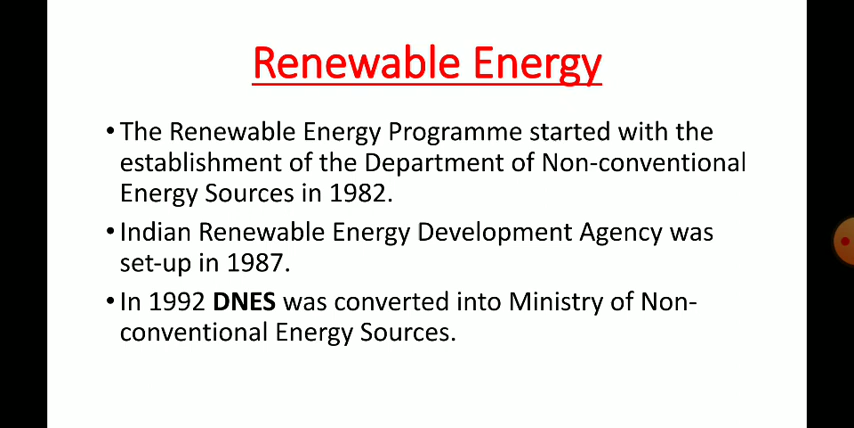 Renewable Energy
• The Renewable Energy Programme started with the
establishment of the Department of Non-conventional
Energy Sources in 1982.
• Indian Renewable Energy Development Agency was
set-up in 1987.
• In 1992 DNES was converted into Ministry of Non-
conventional Energy Sources.